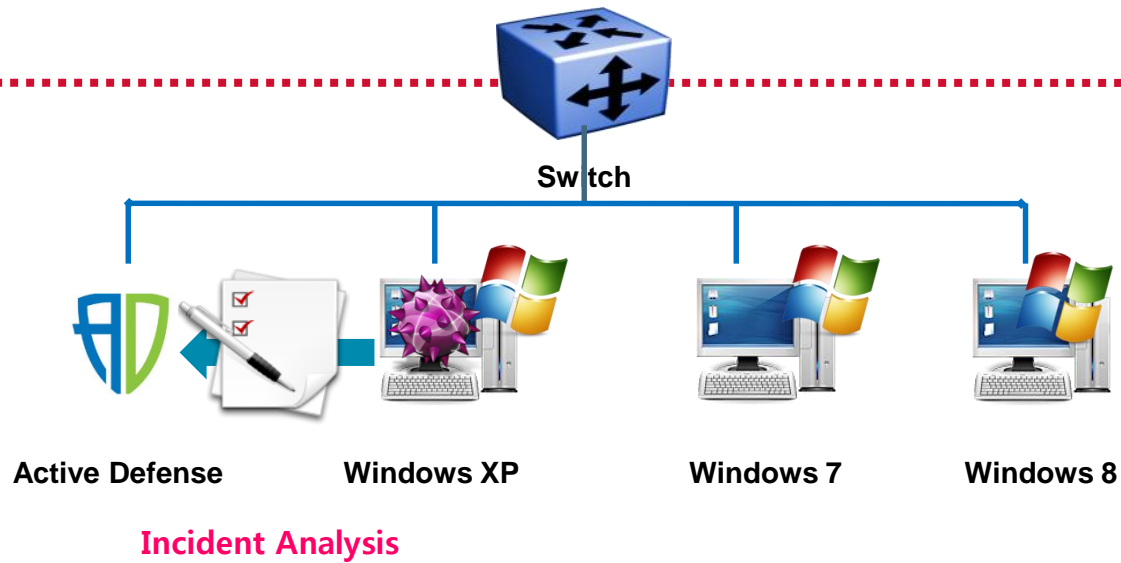 Switch
Active Defense
Windows XP
Windows 7
Windows 8
Incident Analysis